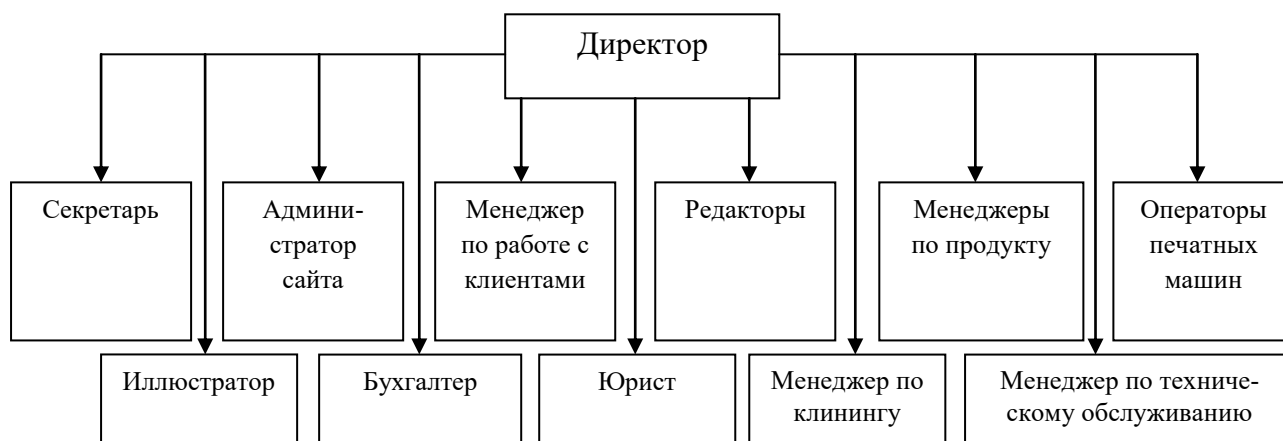 Директор
Секретарь
Админи-
стратор
сайта
Менеджер
по работе с
клиентами
Редакторы
Менеджеры
по продукту
Операторы
печатных
машин
Иллюстратор
Бухгалтер
Юрист
Менеджер по
клинингу
Менеджер по техниче-
скому обслуживанию